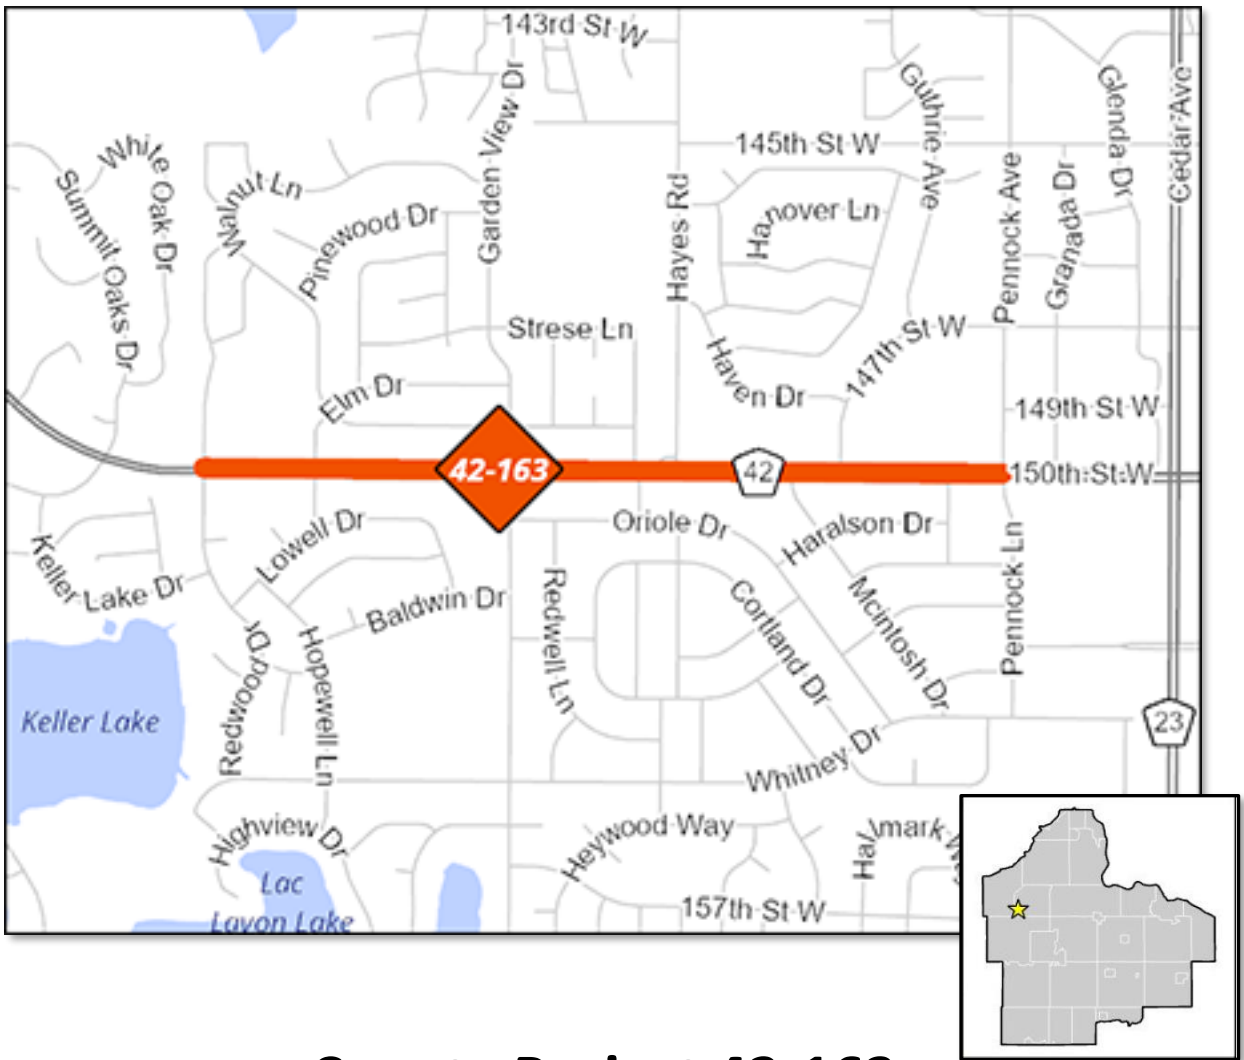 143rd St W
Garden View Dr
Guthrie Ave
Glenda Dr
Cedar Ave
145th St W
White Oak Dr
Summit Oaks Dr
Walnut Ln
Pinewood Dr
Hayes Rd
Hanover Ln
Pennock Ave
Granada Dr
Strese Ln
147th St W
Haven Dr
Elm Dr
149th St W
42-163
42
150th St W
Oriole Dr
Haralson Dr
Lowell Dr
Keller Lake Dr
Baldwin Dr
Redwell Ln
Cortland Dr
Mcintosh Dr
Pennock Ln
Redwood Dr
Hopewell Ln
Keller Lake
23
Whitney Dr
Highview Dr
Heywood Way
Lac
Lavon Lake
157th St W